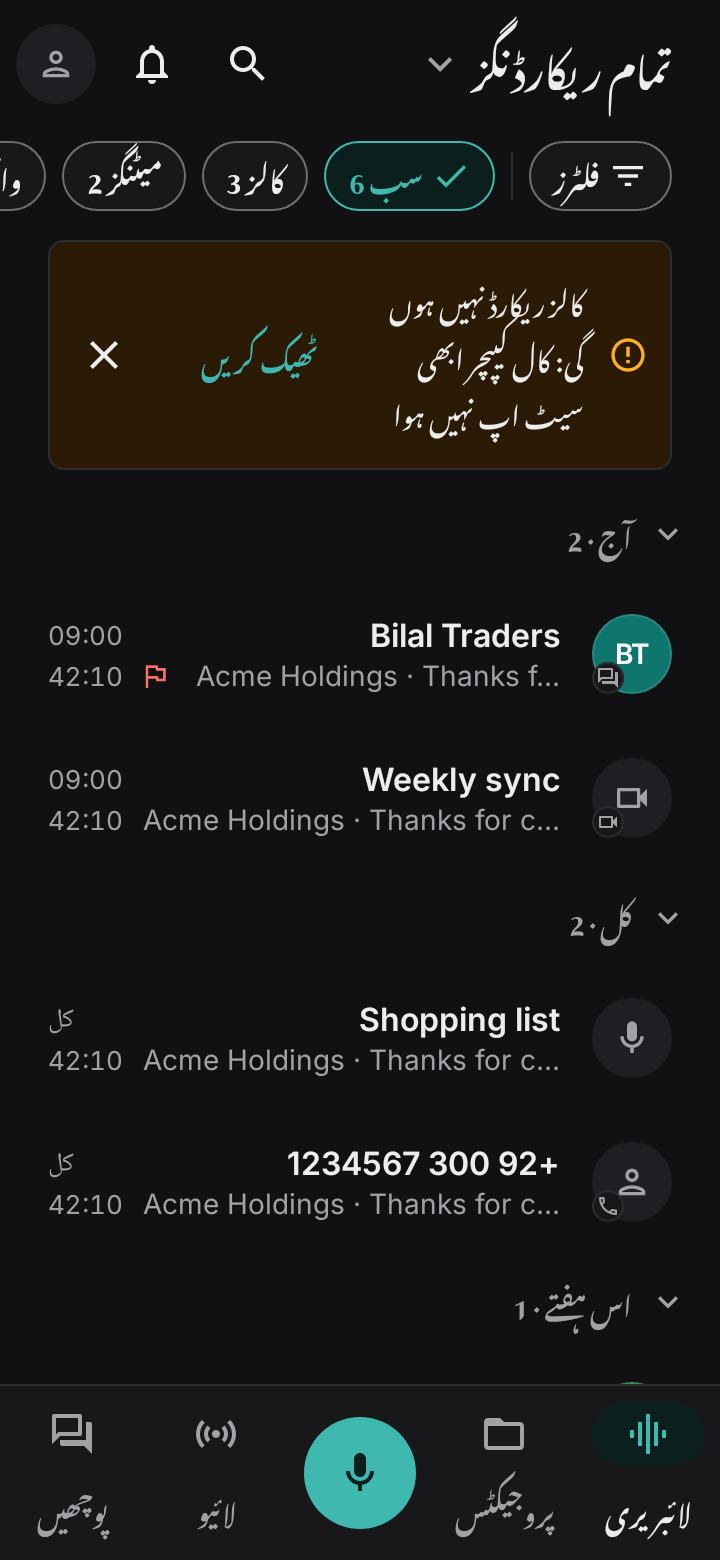 تمام ریکارڈنگز
فلٹرز
سب 6
کالز 3
میٹنگز 2
وا
کالز ریکارڈ نہیں ہوں
گی: کال کیپچر ابھی
سیٹ اپ نہیں ہوا
ٹھیک کریں
آج · 2
BT
Bilal Traders
09:00
Acme Holdings · Thanks f...
42:10
Weekly sync
09:00
Acme Holdings · Thanks for c...
42:10
کل · 2
Shopping list
کل
Acme Holdings · Thanks for c...
42:10
1234567 300 92+
کل
Acme Holdings · Thanks for c...
42:10
اس ہفتے · 1
لائبریری
پروجیکٹس
لائیو
پوچھیں